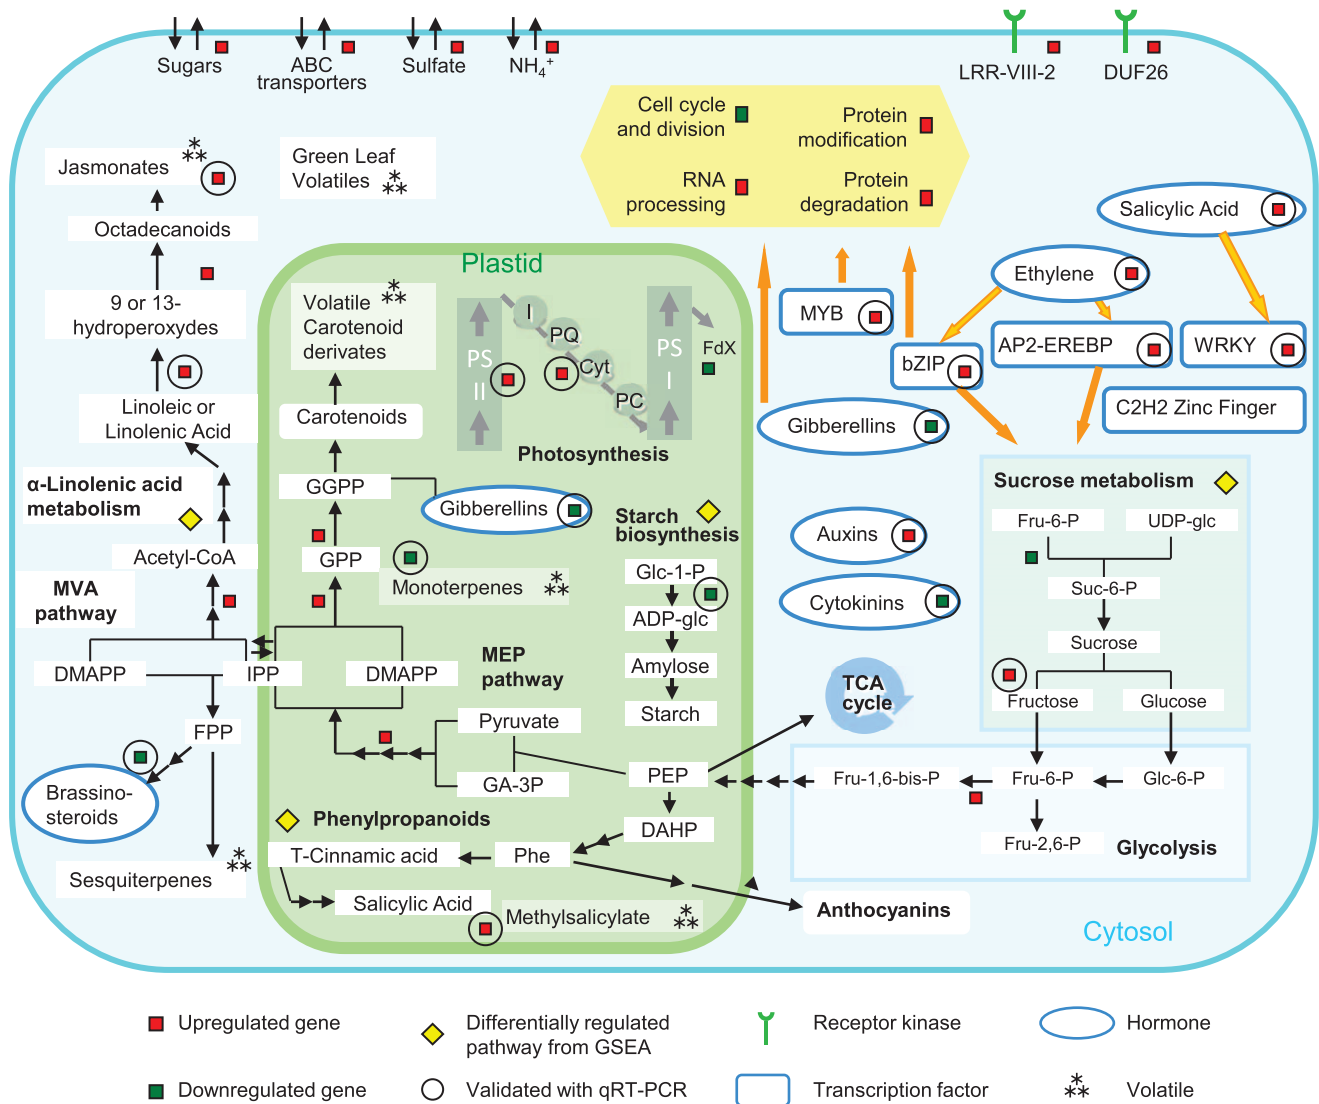 Sugars
ABC
transporters
Sulfate
NH₄⁺
LRR-VIII-2
DUF26
Cell cycle
and division
Protein
modification
RNA
processing
Protein
degradation
Jasmonates
Green Leaf
Volatiles
Octadecanoids
9 or 13-
hydroperoxydes
Linoleic or
Linolenic Acid
α-Linolenic acid
metabolism
Acetyl-CoA
MVA
pathway
DMAPP
IPP
FPP
Brassino-
steroids
Sesquiterpenes
Plastid
Volatile
Carotenoid
derivates
Carotenoids
GGPP
GPP
Gibberellins
Monoterpenes
DMAPP
MEP
pathway
Pyruvate
GA-3P
PS
II
I
PQ
Cyt
PC
PS
I
FdX
Photosynthesis
Starch
biosynthesis
Glc-1-P
ADP-glc
Amylose
Starch
PEP
DAHP
Phenylpropanoids
T-Cinnamic acid
Phe
Salicylic Acid
Methylsalicylate
Anthocyanins
Salicylic Acid
Ethylene
MYB
bZIP
AP2-EREBP
WRKY
C2H2 Zinc Finger
Gibberellins
Auxins
Cytokinins
TCA
cycle
Sucrose metabolism
Fru-6-P
UDP-glc
Suc-6-P
Sucrose
Fructose
Glucose
Fru-1,6-bis-P
Fru-6-P
Glc-6-P
Fru-2,6-P
Glycolysis
Cytosol
Upregulated gene
Differentially regulated
pathway from GSEA
Receptor kinase
Hormone
Downregulated gene
Validated with qRT-PCR
Transcription factor
Volatile